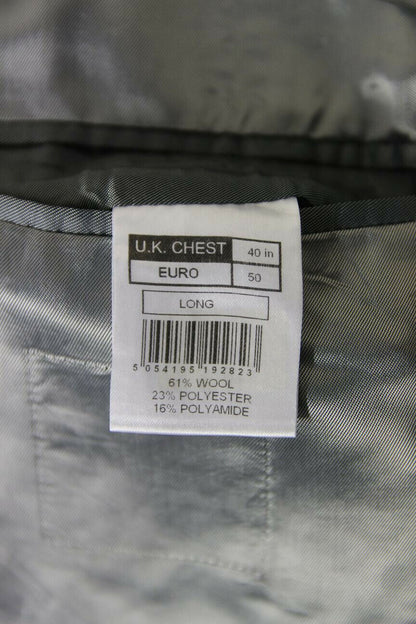 U.K. CHEST 40 in
EURO 50
LONG
5 054195 192823
61% WOOL
23% POLYESTER
16% POLYAMIDE